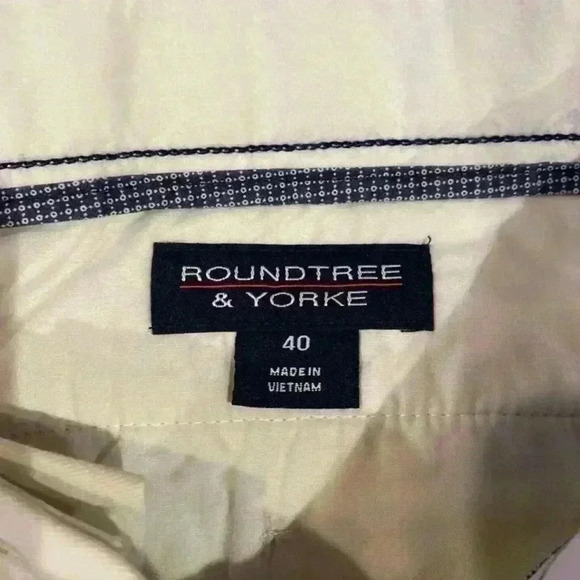 ROUNDTREE
& YORKE
40
MADE IN
VIETNAM